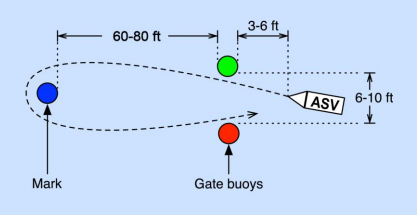 3-6 ft
60-80 ft
ASV
6-10 ft
Mark
Gate buoys